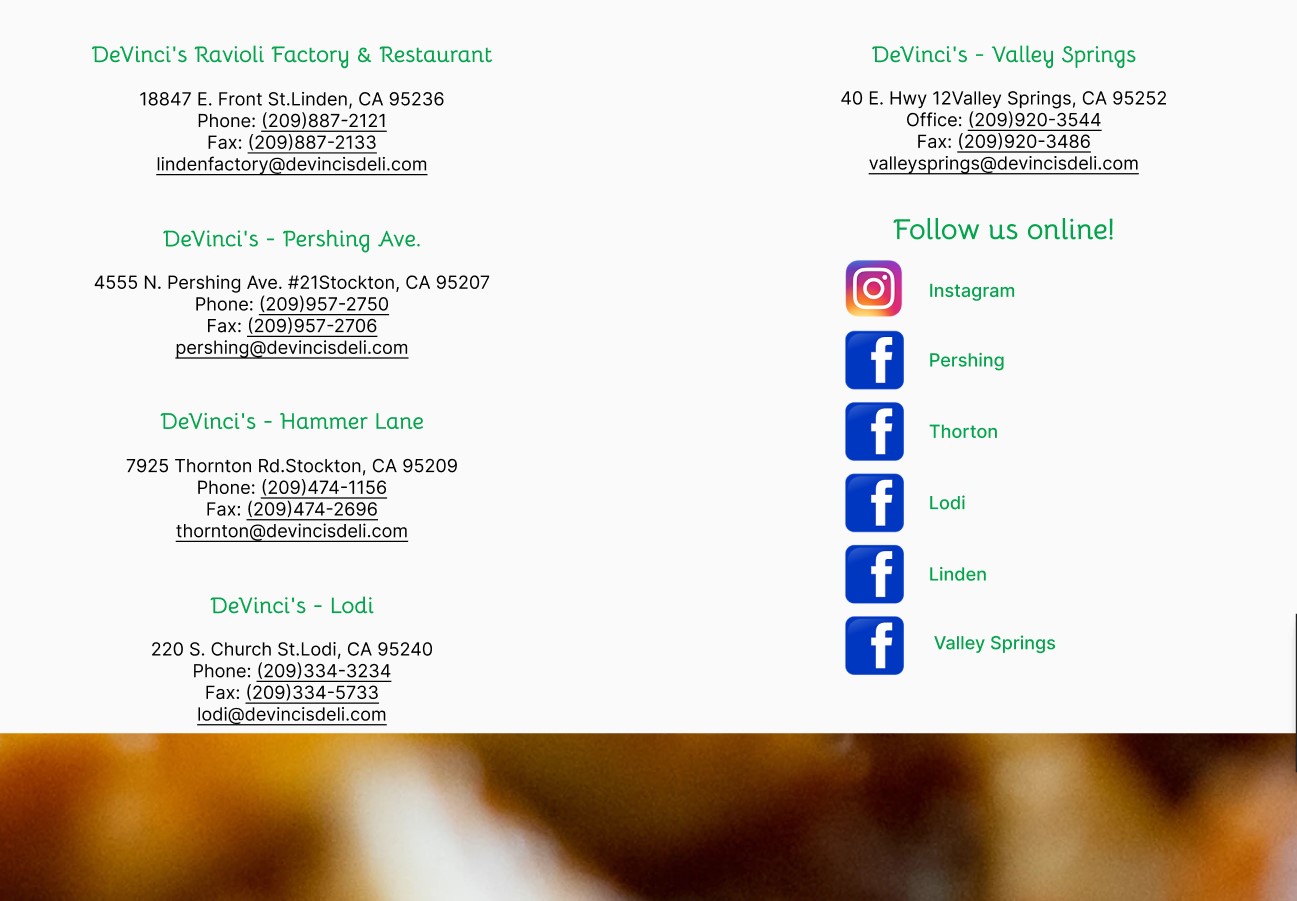 DeVinci's Ravioli Factory & Restaurant
18847 E. Front St.Linden, CA 95236
Phone: (209)887-2121
Fax: (209)887-2133
lindenfactory@devincisdeli.com
DeVinci's - Pershing Ave.
4555 N. Pershing Ave. #21Stockton, CA 95207
Phone: (209)957-2750
Fax: (209)957-2706
pershing@devincisdeli.com
DeVinci's - Hammer Lane
7925 Thornton Rd.Stockton, CA 95209
Phone: (209)474-1156
Fax: (209)474-2696
thornton@devincisdeli.com
DeVinci's - Lodi
220 S. Church St.Lodi, CA 95240
Phone: (209)334-3234
Fax: (209)334-5733
lodi@devincisdeli.com
DeVinci's - Valley Springs
40 E. Hwy 12Valley Springs, CA 95252
Office: (209)920-3544
Fax: (209)920-3486
valleysprings@devincisdeli.com
Follow us online!
Instagram
Pershing
Thorton
Lodi
Linden
Valley Springs